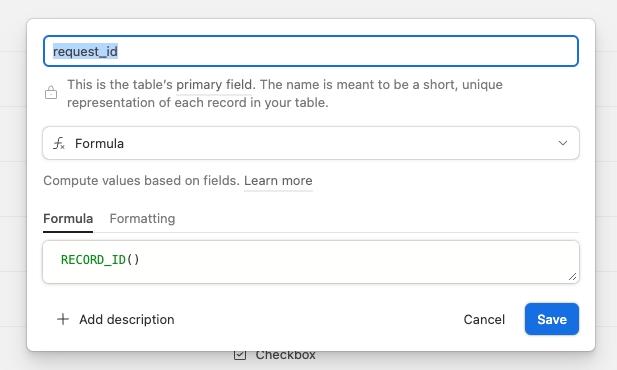 request_id
This is the table's primary field. The name is meant to be a short, unique
representation of each record in your table.
Formula
Compute values based on fields. Learn more
Formula Formatting
RECORD_ID()
Add description Cancel Save
Checkbox